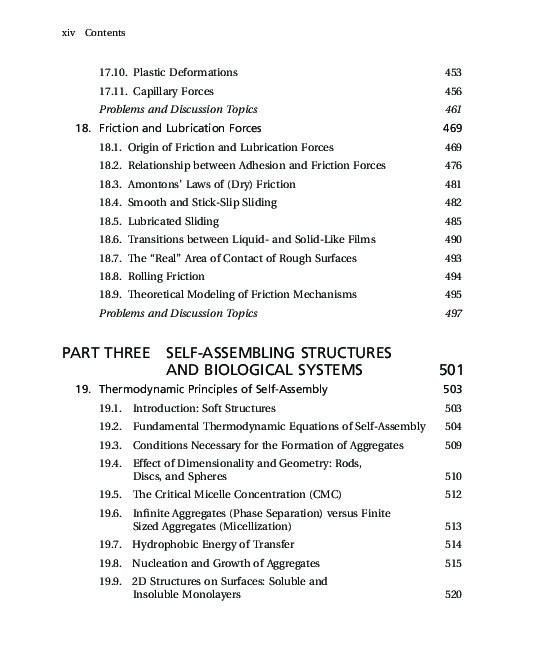 xiv Contents
17.10. Plastic Deformations 453
17.11. Capillary Forces 456
Problems and Discussion Topics 461
18. Friction and Lubrication Forces 469
18.1. Origin of Friction and Lubrication Forces 469
18.2. Relationship between Adhesion and Friction Forces 476
18.3. Amontons' Laws of (Dry) Friction 481
18.4. Smooth and Stick-Slip Sliding 482
18.5. Lubricated Sliding 485
18.6. Transitions between Liquid- and Solid-Like Films 490
18.7. The “Real” Area of Contact of Rough Surfaces 493
18.8. Rolling Friction 494
18.9. Theoretical Modeling of Friction Mechanisms 495
Problems and Discussion Topics 497
PART THREE SELF-ASSEMBLING STRUCTURES
AND BIOLOGICAL SYSTEMS 501
19. Thermodynamic Principles of Self-Assembly 503
19.1. Introduction: Soft Structures 503
19.2. Fundamental Thermodynamic Equations of Self-Assembly 504
19.3. Conditions Necessary for the Formation of Aggregates 509
19.4. Effect of Dimensionality and Geometry: Rods,
Discs, and Spheres 510
19.5. The Critical Micelle Concentration (CMC) 512
19.6. Infinite Aggregates (Phase Separation) versus Finite
Sized Aggregates (Micellization) 513
19.7. Hydrophobic Energy of Transfer 514
19.8. Nucleation and Growth of Aggregates 515
19.9. 2D Structures on Surfaces: Soluble and
Insoluble Monolayers 520